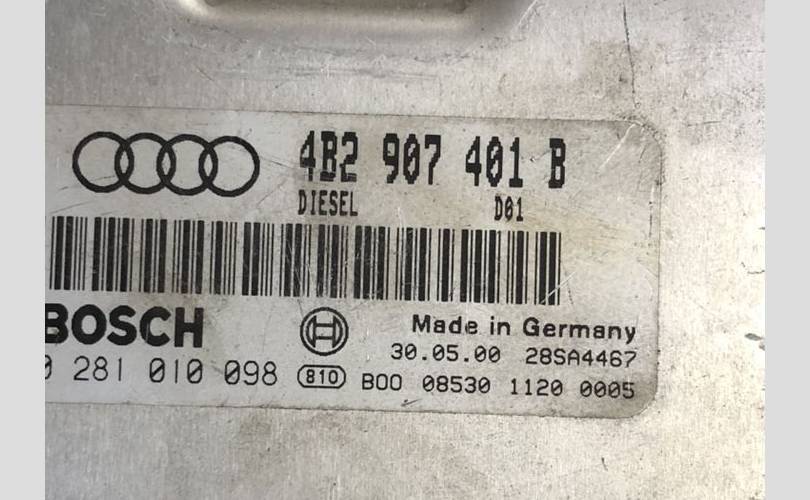 4B2 907 401 B
DIESEL D01
BOSCH
Made in Germany
30.05.00 28SA4467
0 281 010 098 810 B00 08530 1120 0005